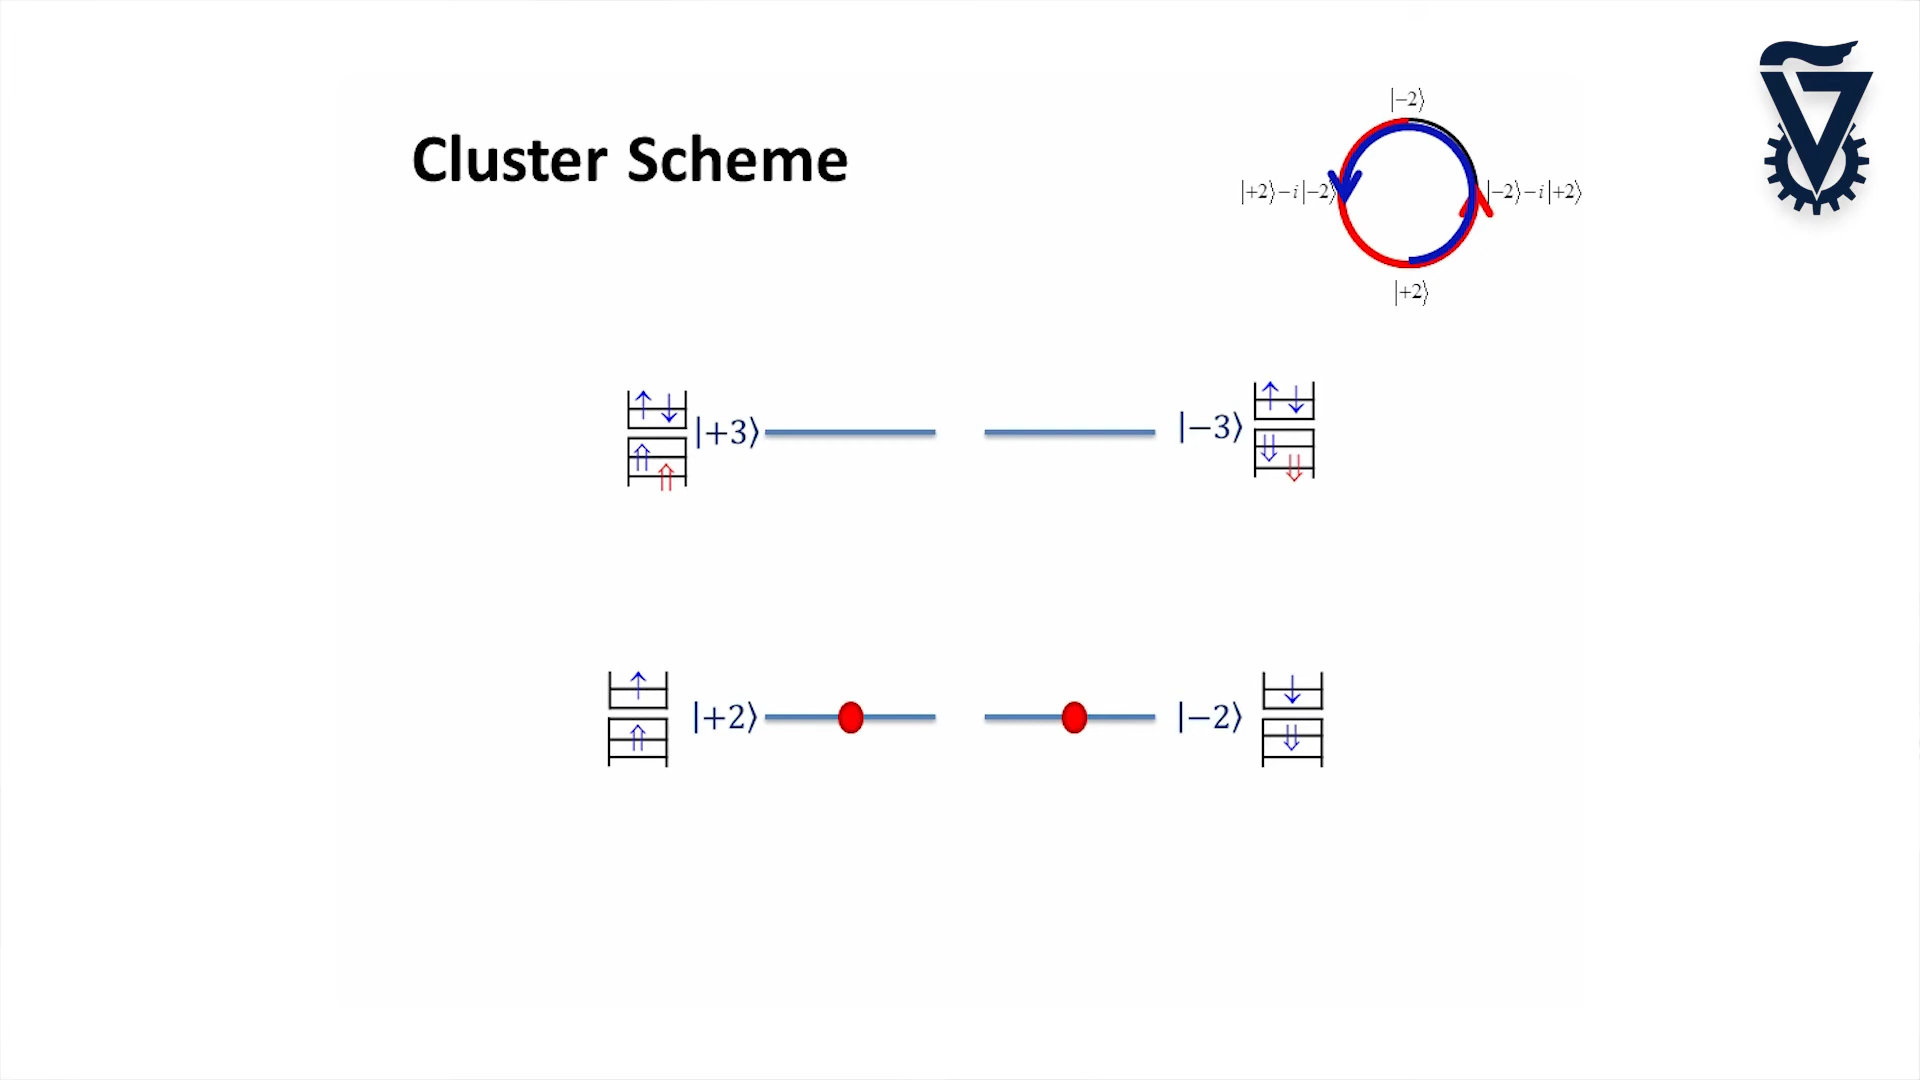 |−2⟩
Cluster Scheme
|+2⟩−i|−2⟩
|−2⟩−i|+2⟩
|+2⟩
|+3⟩
|−3⟩
|+2⟩
|−2⟩